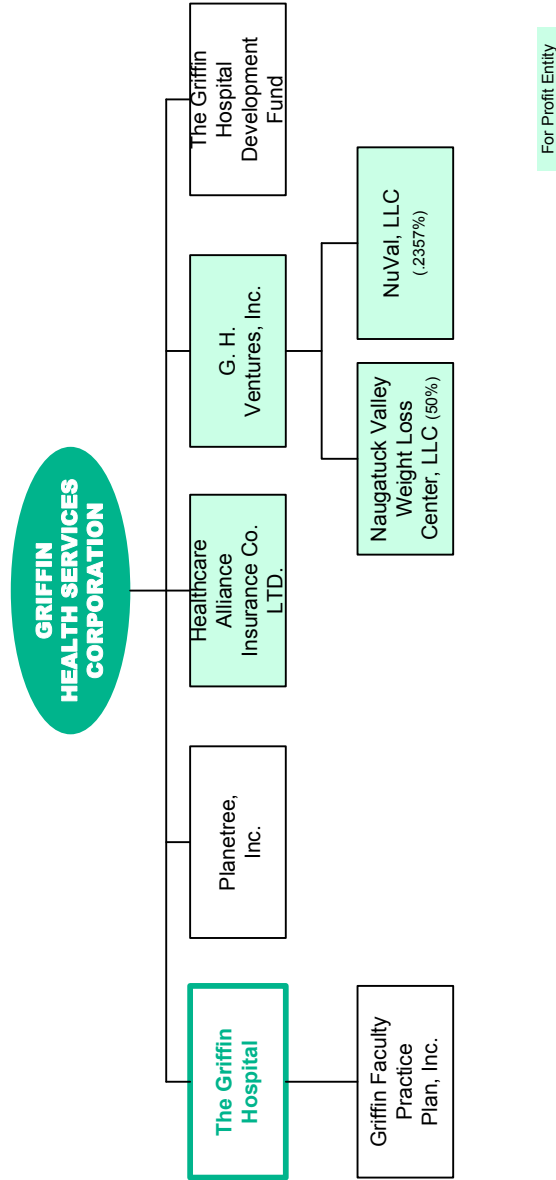 GRIFFIN
HEALTH SERVICES
CORPORATION
The Griffin
Hospital
Planetree,
Inc.
Healthcare
Alliance
Insurance Co.
LTD.
G. H.
Ventures, Inc.
The Griffin
Hospital
Development
Fund
Griffin Faculty
Practice
Plan, Inc.
Naugatuck Valley
Weight Loss
Center, LLC (50%)
NuVal, LLC
(.2357%)
For Profit Entity